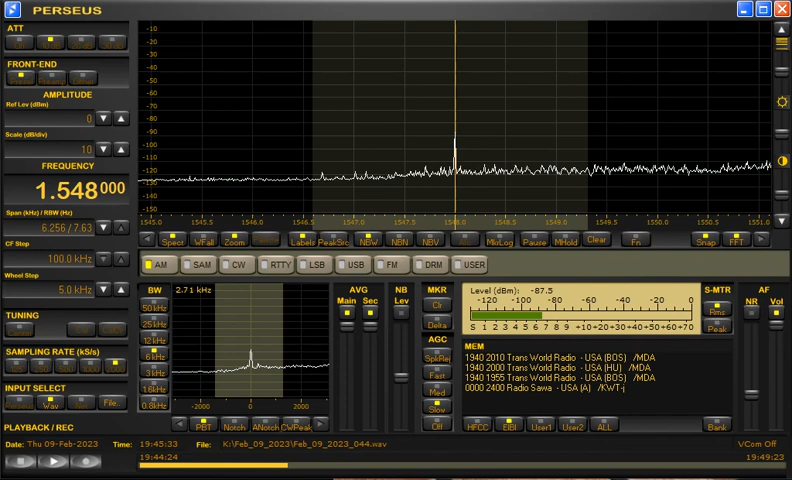 PERSEUS
ATT
FRONT-END
AMPLITUDE
Ref Lev (dBm)
0
Scale (dB/div)
10
FREQUENCY
1.548000
Span (kHz) / RBW (Hz)
6.256 / 7.63
CF Step
100.0 kHz
Wheel Step
5.0 kHz
TUNING
SAMPLING RATE (kS/s)
INPUT SELECT
Perseus Wav File..
-10
-20
-30
-40
-50
-60
-70
-80
-90
-100
-110
-120
-130
-140
-150
1545.0 1545.5 1546.0 1546.5 1547.0 1547.5 1548.0 1548.5 1549.0 1549.5 1550.0 1550.5 1551.0
Spect WFall Zoom Labels PeakSrc NBW NBN NBV MkrLog Pause MHold Clear Fn Snap FFT
AM SAM CW RTTY LSB USB FM DRM USER
BW
50 kHz
25 kHz
12 kHz
6 kHz
3 kHz
1.6kHz
0.8kHz
2.71 kHz
-2000 0 2000
PBT Notch ANotch CWPeak
AVG
Main Sec
NB
Lev
MKR
Clr
Delta
AGC
SpkRej
Fast
Med
Slow
Off
Level (dBm): -87.5
-120 -100 -80 -60 -40 -20 0
S 1 2 3 4 5 6 7 8 9 +10 +20 +30 +40 +50 +60 +70
S-MTR
Rms
Peak
AF
NR Vol
MEM
1940 2010 Trans World Radio - USA (BOS) /MDA
1940 2000 Trans World Radio - USA (HU) /MDA
1940 1955 Trans World Radio - USA (BOS) /MDA
0000 2400 Radio Sawa - USA (A) /KWT-j
HFCC EIBI User1 User2 ALL Bank
PLAYBACK / REC
Date: Thu 09-Feb-2023 Time: 19:45:33 File: K:\Feb_09_2023\Feb_09_2023_044.wav VCom Off
19:44:24 19:49:23